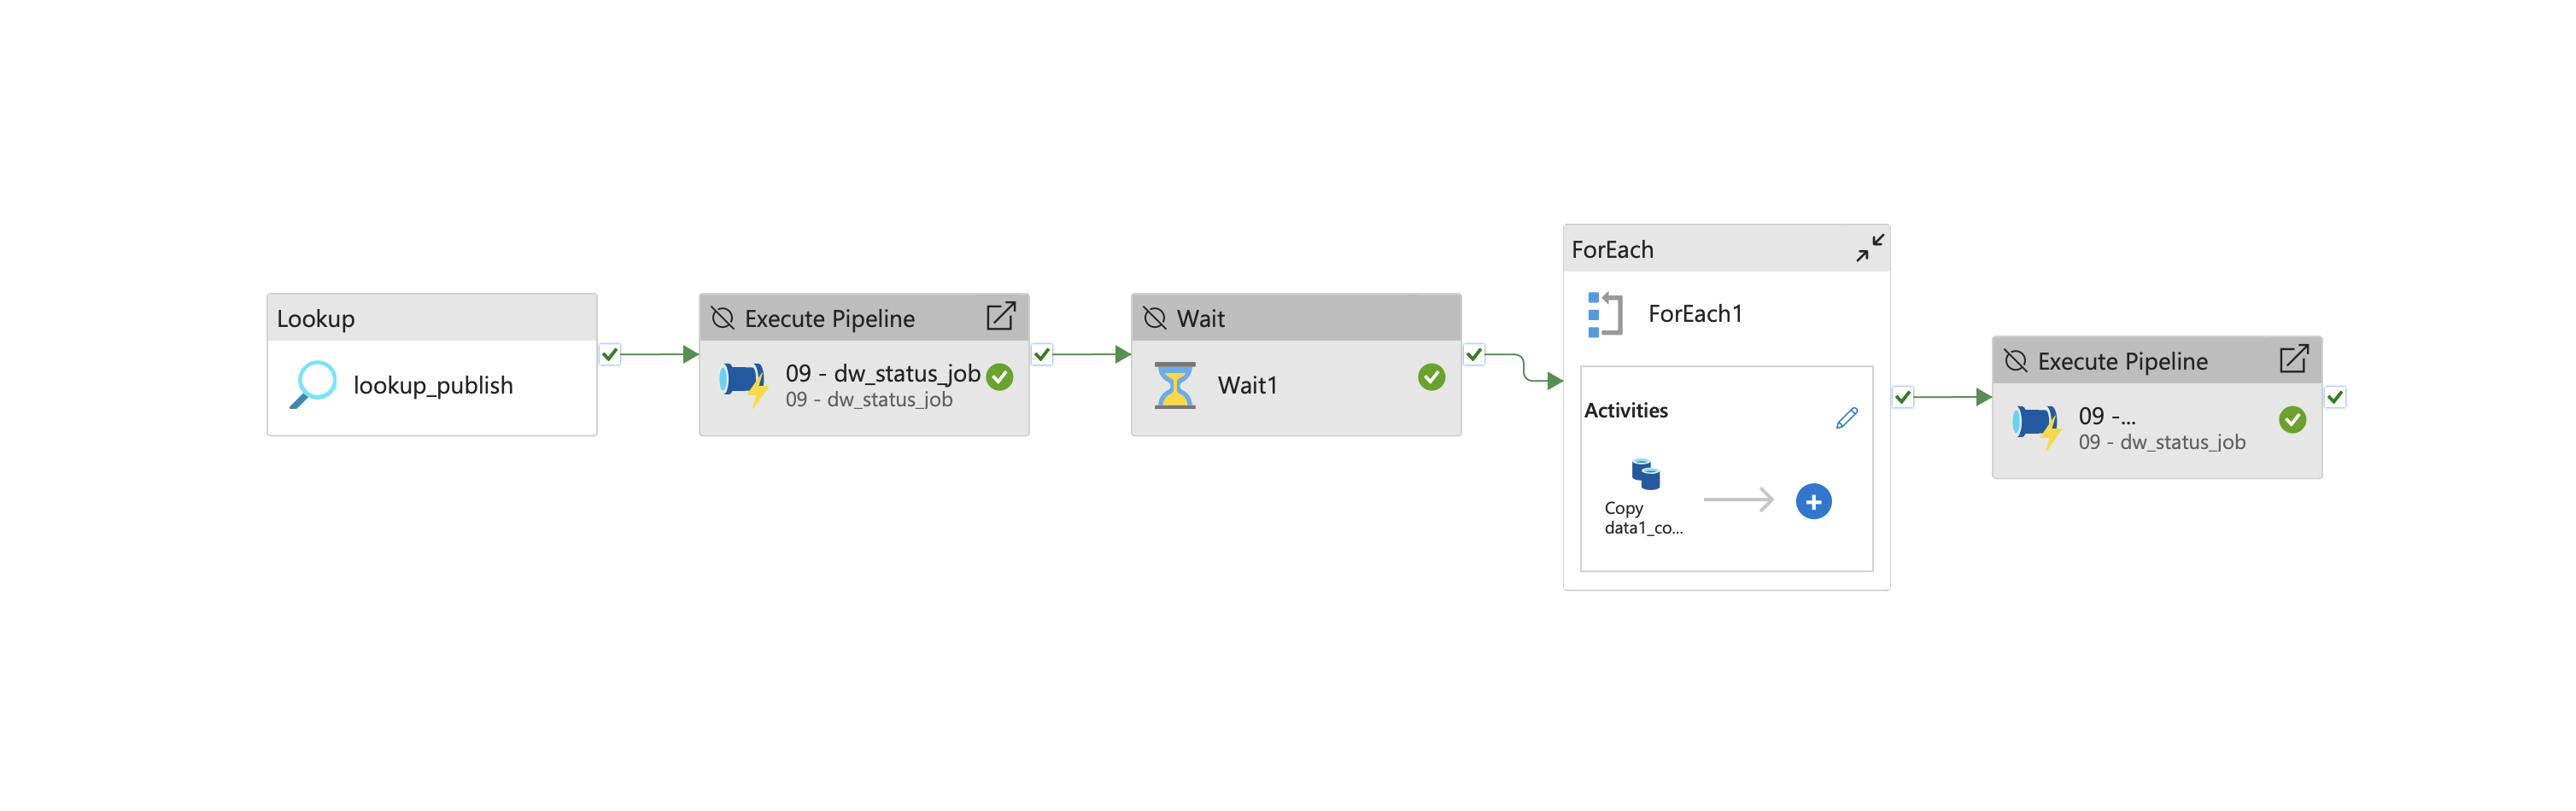 Lookup
lookup_publish
Execute Pipeline
09 - dw_status_job
09 - dw_status_job
Wait
Wait1
ForEach
ForEach1
Activities
Copy
data1_co...
Execute Pipeline
09 -...
09 - dw_status_job